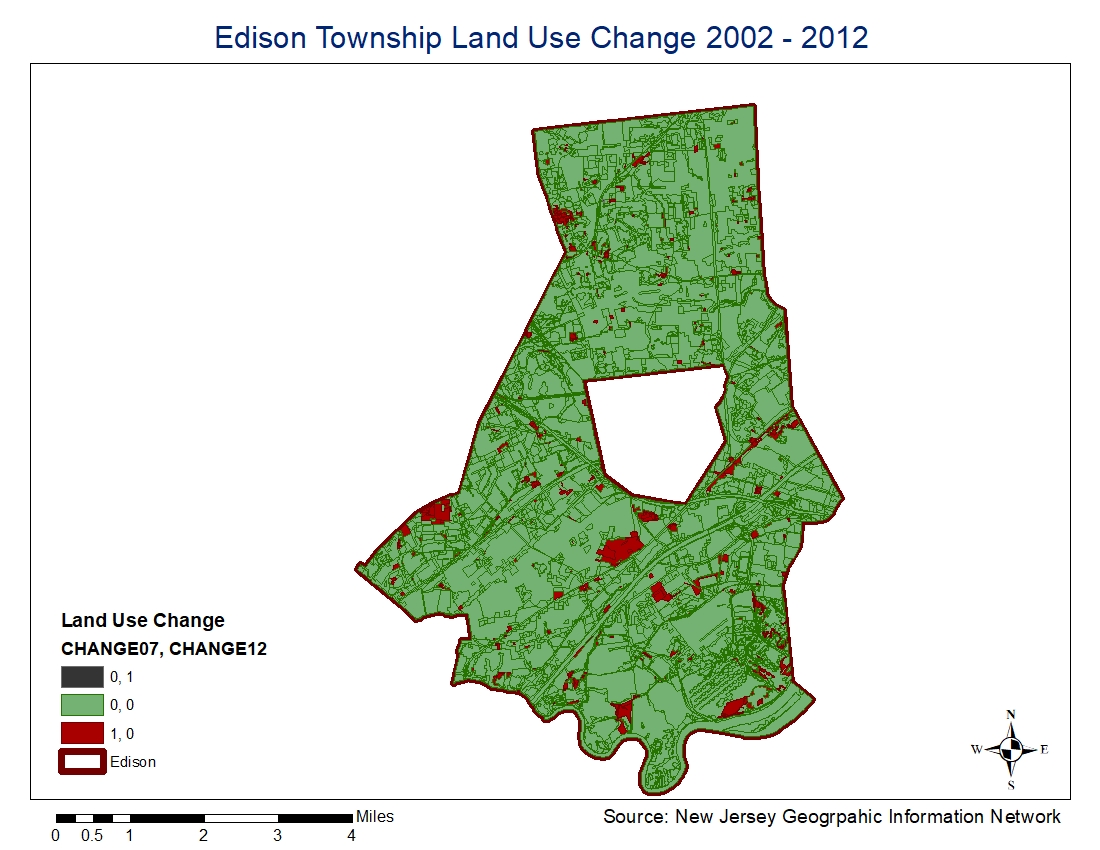 Edison Township Land Use Change 2002 - 2012
Land Use Change
CHANGE07, CHANGE12
0, 1
0, 0
1, 0
Edison
N
W E
S
Miles
0 0.5 1 2 3 4
Source: New Jersey Geogrpahic Information Network